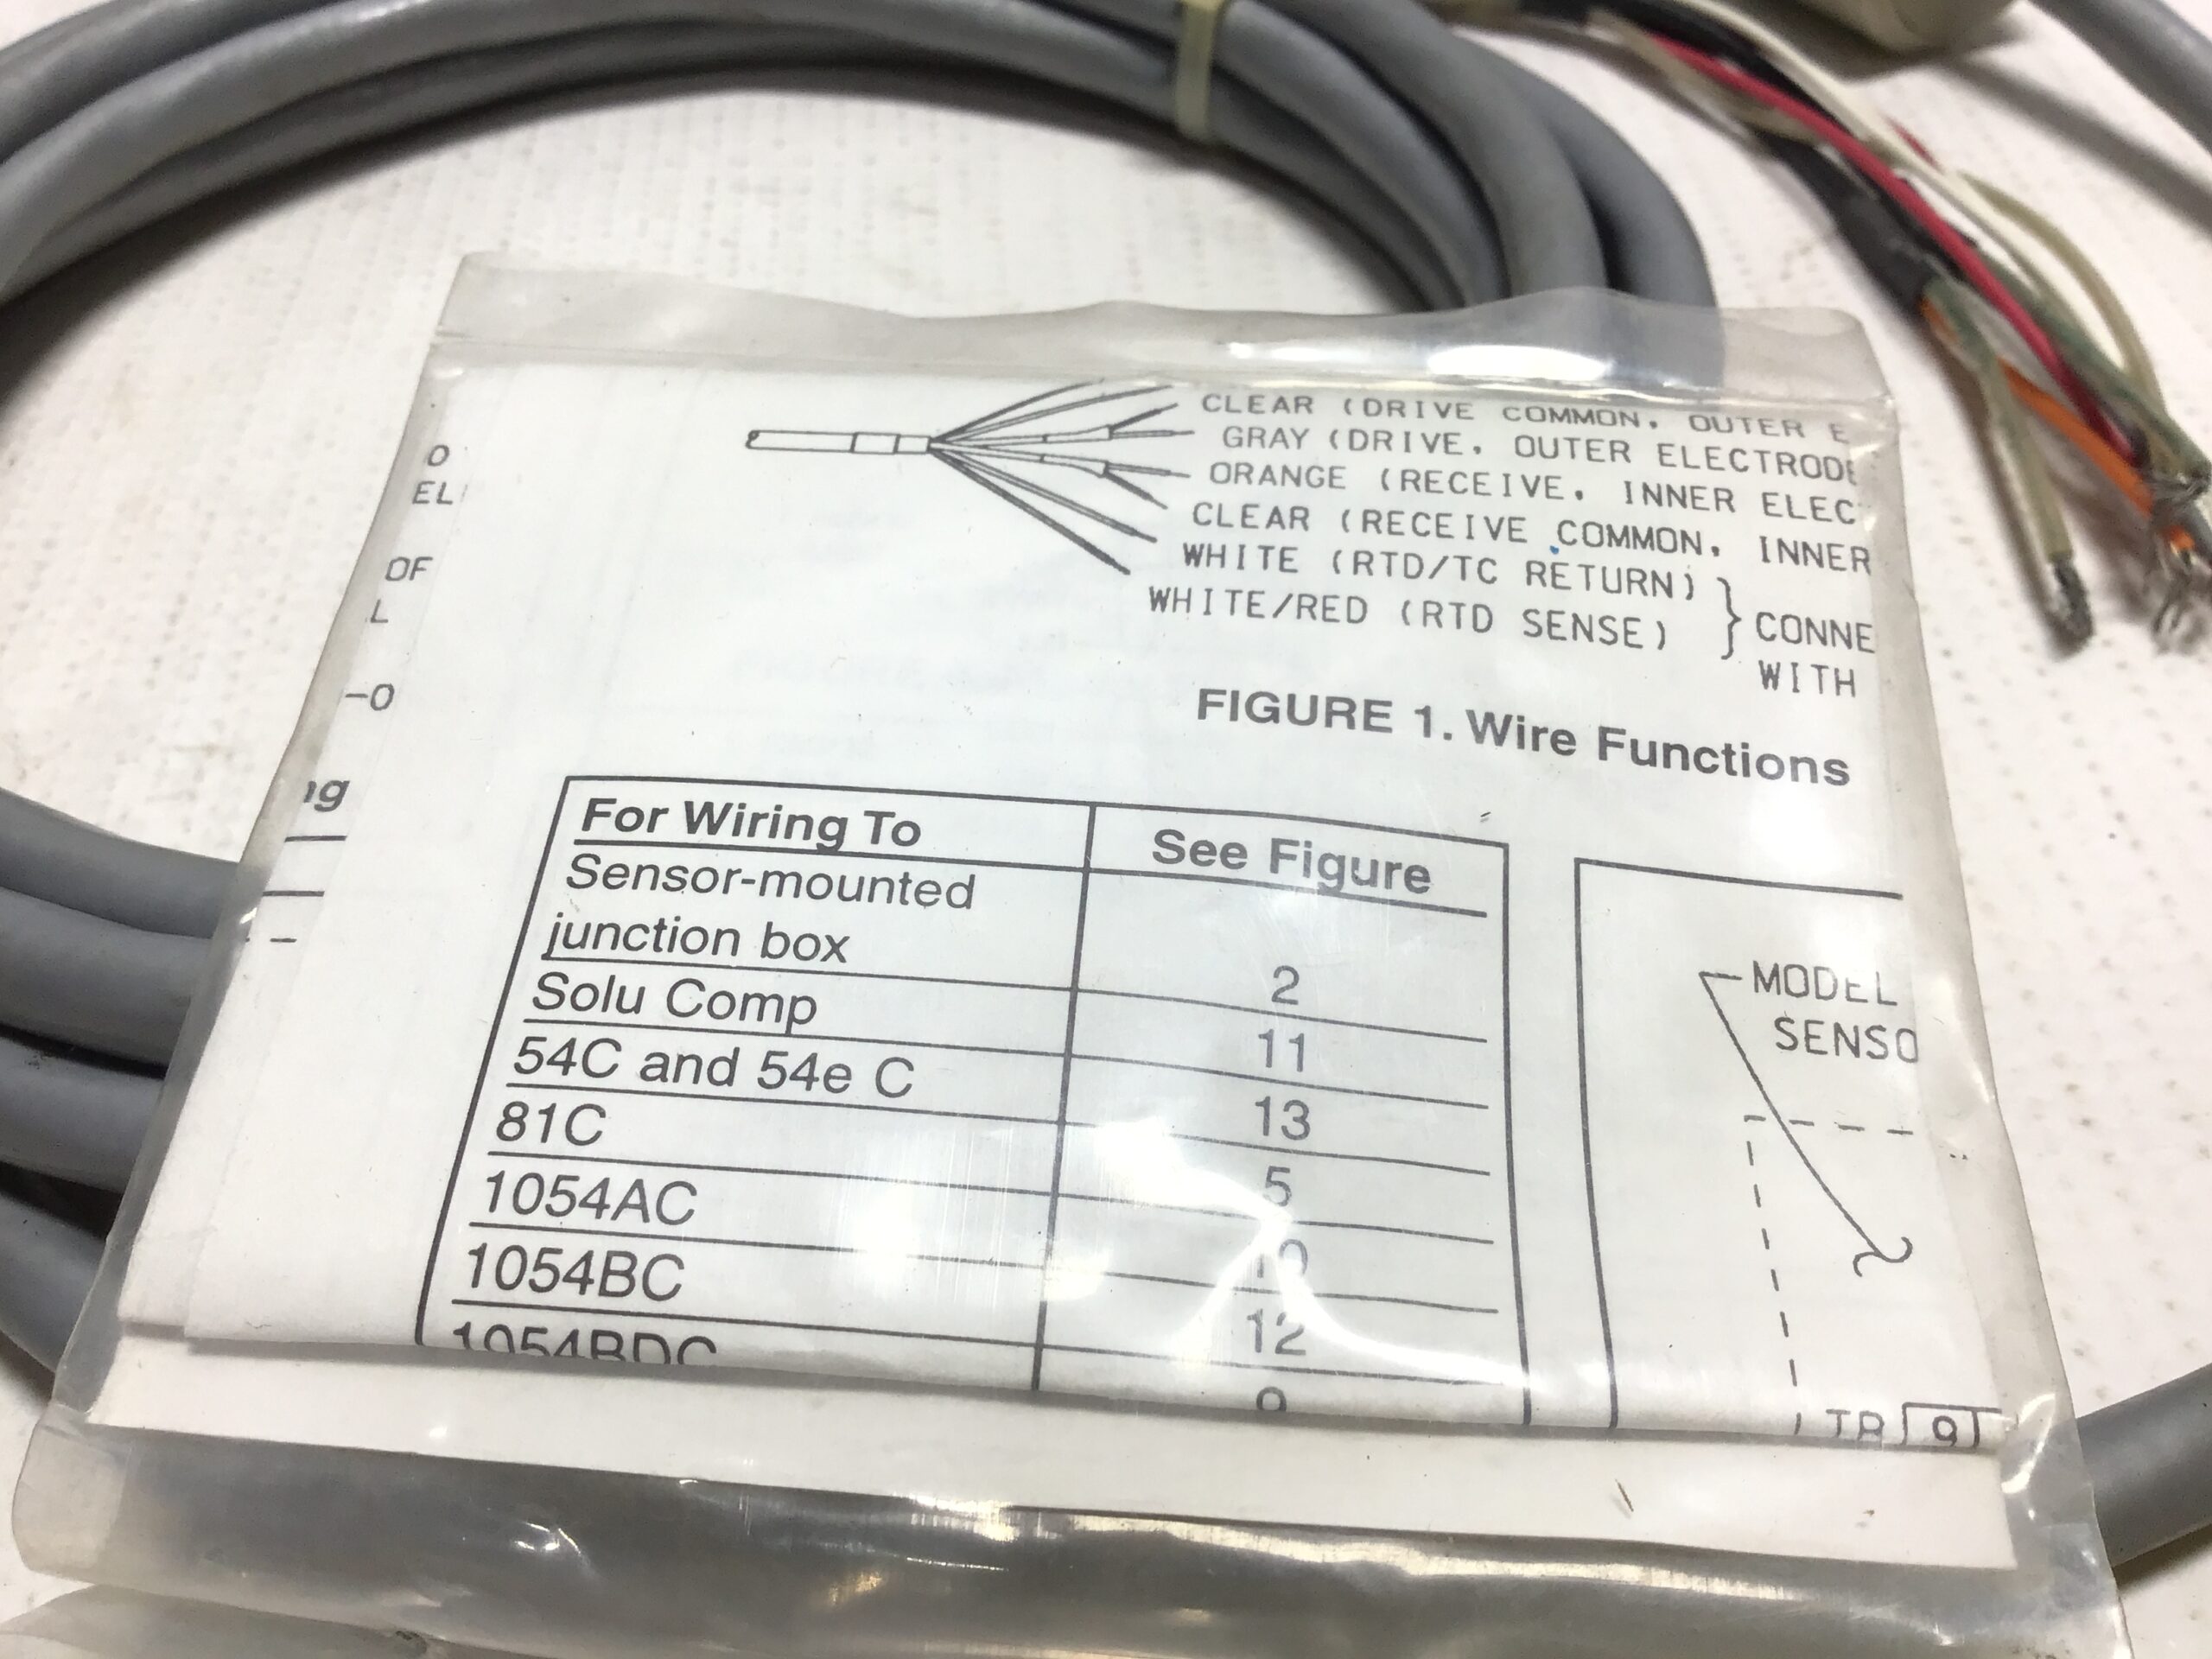 CLEAR (DRIVE COMMON, OUTER E
GRAY (DRIVE, OUTER ELECTRODE
ORANGE (RECEIVE, INNER ELEC
CLEAR (RECEIVE COMMON, INNER
WHITE (RTD/TC RETURN)
WHITE/RED (RTD SENSE)
CONNE
WITH
FIGURE 1. Wire Functions
O
EL
OF
L
-O
g
For Wiring To See Figure
Sensor-mounted
junction box 2
Solu Comp 11
54C and 54e C 13
81C 5
1054AC 10
1054BC 12
1054BDC 9
MODEL
SENSO
TB 9